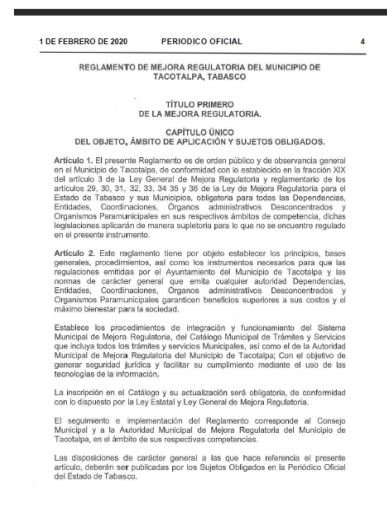 1 DE FEBRERO DE 2020 PERIODICO OFICIAL 4
REGLAMENTO DE MEJORA REGULATORIA DEL MUNICIPIO DE
TACOTALPA, TABASCO
TÍTULO PRIMERO
DE LA MEJORA REGULATORIA.
CAPÍTULO ÚNICO
DEL OBJETO, ÁMBITO DE APLICACIÓN Y SUJETOS OBLIGADOS.
Artículo 1. El presente Reglamento es de orden público y de observancia general
en el Municipio de Tacotalpa, de conformidad con lo establecido en la fracción XIX
del artículo 3 de la Ley General de Mejora Regulatoria y reglamentario de los
artículos 29, 30, 31, 32, 33, 34 35 y 36 de la Ley de Mejora Regulatoria para el
Estado de Tabasco y sus Municipios, obligatoria para todas las Dependencias,
Entidades, Coordinaciones, Órganos administrativos Desconcentrados y
Organismos Paramunicipales en sus respectivos ámbitos de competencia, dichas
legislaciones aplicarán de manera supletoria para lo que no se encuentre regulado
en el presente instrumento.
Artículo 2. Este reglamento tiene por objeto establecer los principios, bases
generales, procedimientos, así como los instrumentos necesarios para que las
regulaciones emitidas por el Ayuntamiento del Municipio de Tacotalpa y las
normas de carácter general que emita cualquier autoridad Dependencias,
Entidades, Coordinaciones, Órganos administrativos Desconcentrados y
Organismos Paramunicipales garanticen beneficios superiores a sus costos y el
máximo bienestar para la sociedad.
Establece los procedimientos de integración y funcionamiento del Sistema
Municipal de Mejora Regulatoria, del Catálogo Municipal de Trámites y Servicios
que incluya todos los trámites y servicios Municipales, así como el de la Autoridad
Municipal de Mejora Regulatoria del Municipio de Tacotalpa; Con el objetivo de
generar seguridad jurídica y facilitar su cumplimiento mediante el uso de las
tecnologías de la información.
La inscripción en el Catálogo y su actualización será obligatoria, de conformidad
con lo dispuesto por la Ley Estatal y Ley General de Mejora Regulatoria.
El seguimiento e implementación del Reglamento corresponde al Consejo
Municipal y a la Autoridad Municipal de Mejora Regulatoria del Municipio de
Tacotalpa, en el ámbito de sus respectivas competencias.
Las disposiciones de carácter general a las que hace referencia el presente
artículo, deberán ser publicadas por los Sujetos Obligados en la Periódico Oficial
del Estado de Tabasco.